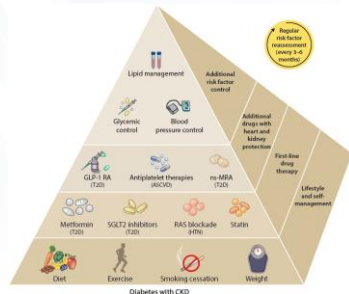 Regular
risk factor
reassessment
(every 3–6
months)
Lipid management
Additional
risk factor
control
Glycemic
control
Blood
pressure control
Additional
drugs with
heart and
kidney
protection
GLP-1 RA
(T2D)
Antiplatelet therapies
(ASCVD)
ns-MRA
(T2D)
First-line
drug
therapy
Metformin
(T2D)
SGLT2 inhibitors
(T2D)
RAS blockade
(HTN)
Statin
Lifestyle
and self-
management
Diet
Exercise
Smoking cessation
Weight
Diabetes with CKD